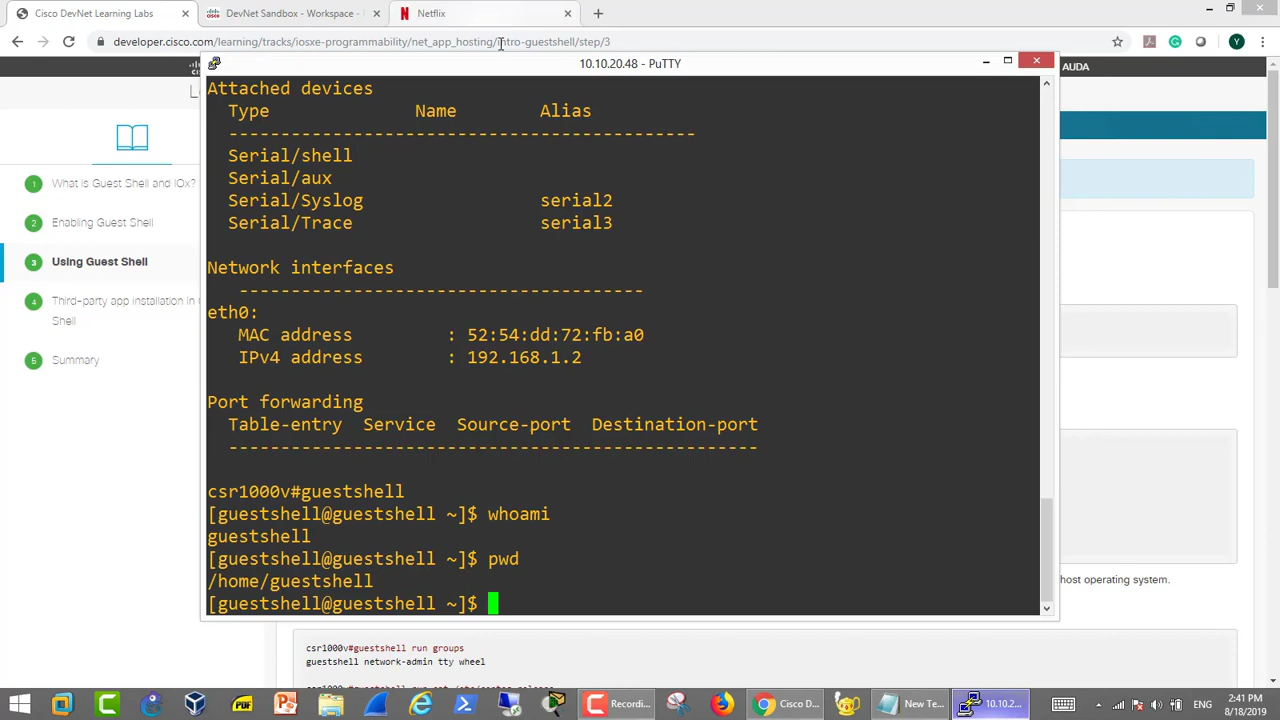 Cisco DevNet Learning Labs
DevNet Sandbox - Workspace -
Netflix
developer.cisco.com/learning/tracks/iosxe-programmability/net_app_hosting/intro-guestshell/step/3
Y
10.10.20.48 - PuTTY
AUDA
Attached devices
Type Name Alias
---------------------------------------------
Serial/shell
Serial/aux
Serial/Syslog serial2
Serial/Trace serial3
Network interfaces
---------------------------------------
eth0:
MAC address : 52:54:dd:72:fb:a0
IPv4 address : 192.168.1.2
Port forwarding
Table-entry Service Source-port Destination-port
---------------------------------------------------
csr1000v#guestshell
[guestshell@guestshell ~]$ whoami
guestshell
[guestshell@guestshell ~]$ pwd
/home/guestshell
[guestshell@guestshell ~]$
1 What is Guest Shell and IOx?
2 Enabling Guest Shell
3 Using Guest Shell
4 Third-party app installation in
Shell
5 Summary
host operating system.
csr1000v#guestshell run groups
guestshell network-admin tty wheel
PDF
Recordi...
Cisco D...
New Te...
10.10.2...
ENG
2:41 PM
8/18/2019